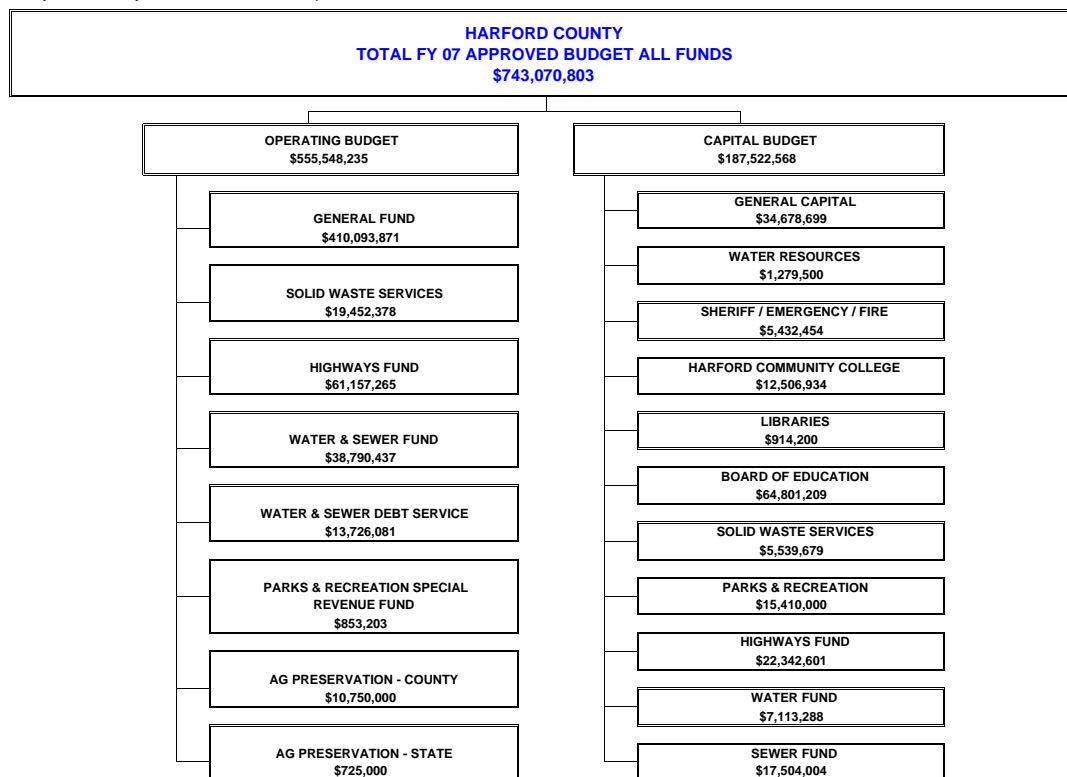 HARFORD COUNTY
TOTAL FY 07 APPROVED BUDGET ALL FUNDS
$743,070,803
OPERATING BUDGET
$555,548,235
GENERAL FUND
$410,093,871
SOLID WASTE SERVICES
$19,452,378
HIGHWAYS FUND
$61,157,265
WATER & SEWER FUND
$38,790,437
WATER & SEWER DEBT SERVICE
$13,726,081
PARKS & RECREATION SPECIAL
REVENUE FUND
$853,203
AG PRESERVATION - COUNTY
$10,750,000
AG PRESERVATION - STATE
$725,000
CAPITAL BUDGET
$187,522,568
GENERAL CAPITAL
$34,678,699
WATER RESOURCES
$1,279,500
SHERIFF / EMERGENCY / FIRE
$5,432,454
HARFORD COMMUNITY COLLEGE
$12,506,934
LIBRARIES
$914,200
BOARD OF EDUCATION
$64,801,209
SOLID WASTE SERVICES
$5,539,679
PARKS & RECREATION
$15,410,000
HIGHWAYS FUND
$22,342,601
WATER FUND
$7,113,288
SEWER FUND
$17,504,004